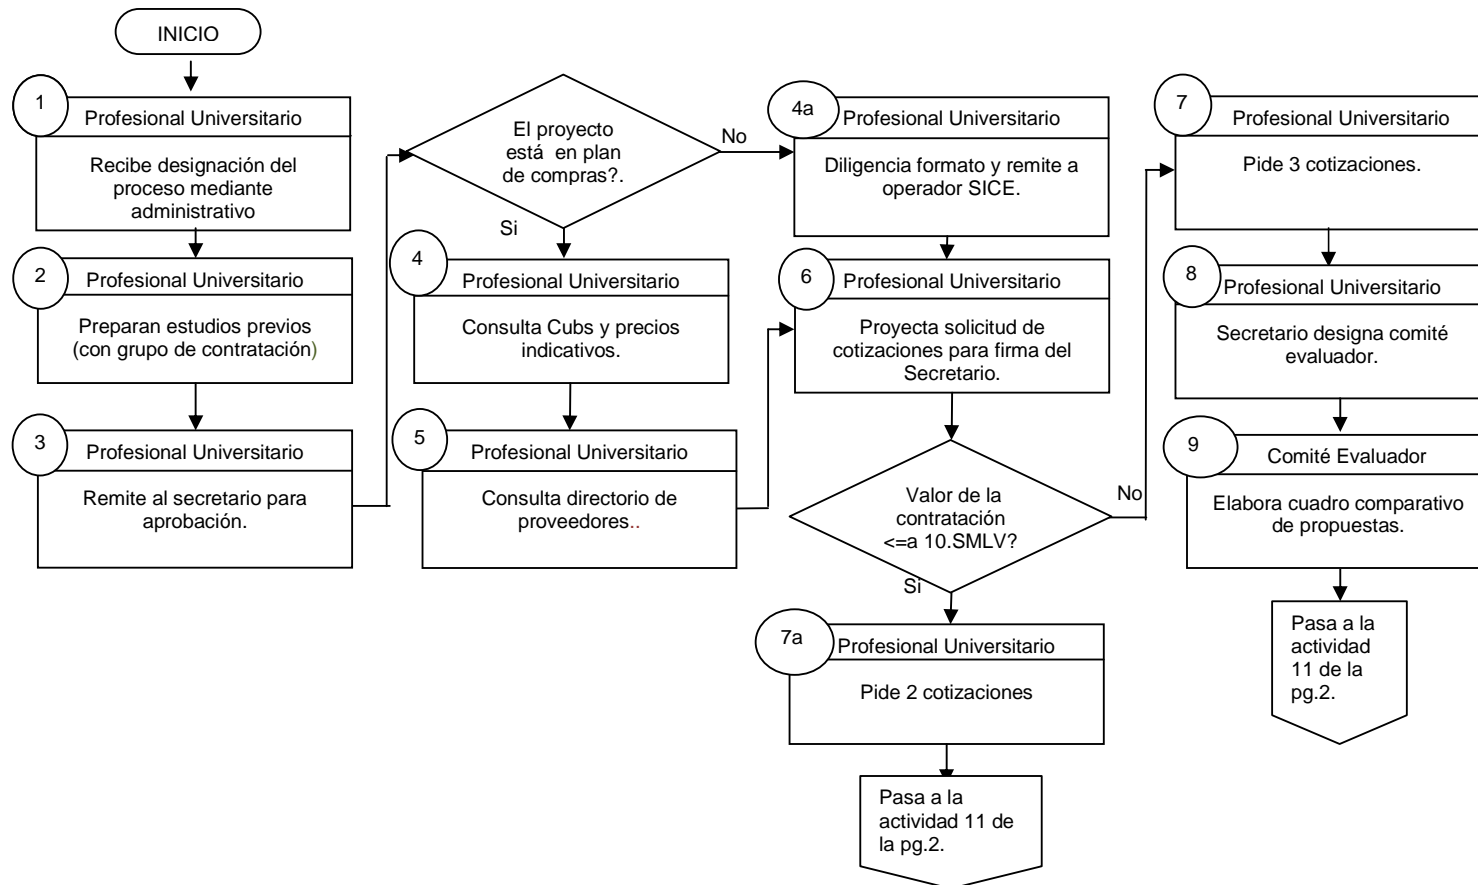 INICIO
1
Profesional Universitario
Recibe designación del
proceso mediante
administrativo
2
Profesional Universitario
Preparan estudios previos
(con grupo de contratación)
3
Profesional Universitario
Remite al secretario para
aprobación.
El proyecto
está en plan
de compras?.
No
Si
4
Profesional Universitario
Consulta Cubs y precios
indicativos.
5
Profesional Universitario
Consulta directorio de
proveedores..
4a
Profesional Universitario
Diligencia formato y remite a
operador SICE.
6
Profesional Universitario
Proyecta solicitud de
cotizaciones para firma del
Secretario.
Valor de la
contratación
<=a 10.SMLV?
No
Si
7a
Profesional Universitario
Pide 2 cotizaciones
Pasa a la
actividad 11 de
la pg.2.
7
Profesional Universitario
Pide 3 cotizaciones.
8
Profesional Universitario
Secretario designa comité
evaluador.
9
Comité Evaluador
Elabora cuadro comparativo
de propuestas.
Pasa a la
actividad
11 de la
pg.2.